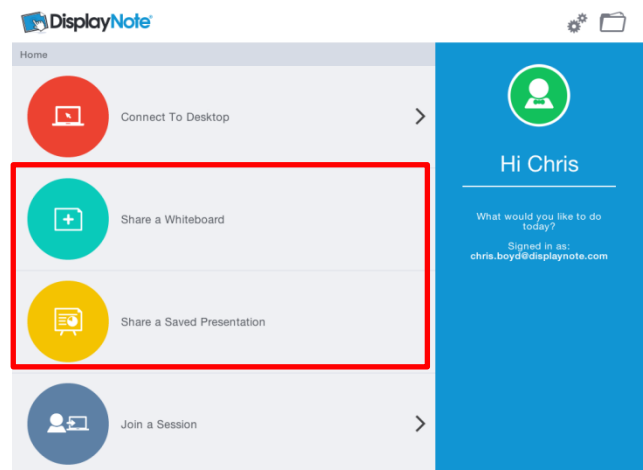 DisplayNote
Home
Connect To Desktop
Share a Whiteboard
Share a Saved Presentation
Join a Session
Hi Chris
What would you like to do
today?
Signed in as:
chris.boyd@displaynote.com